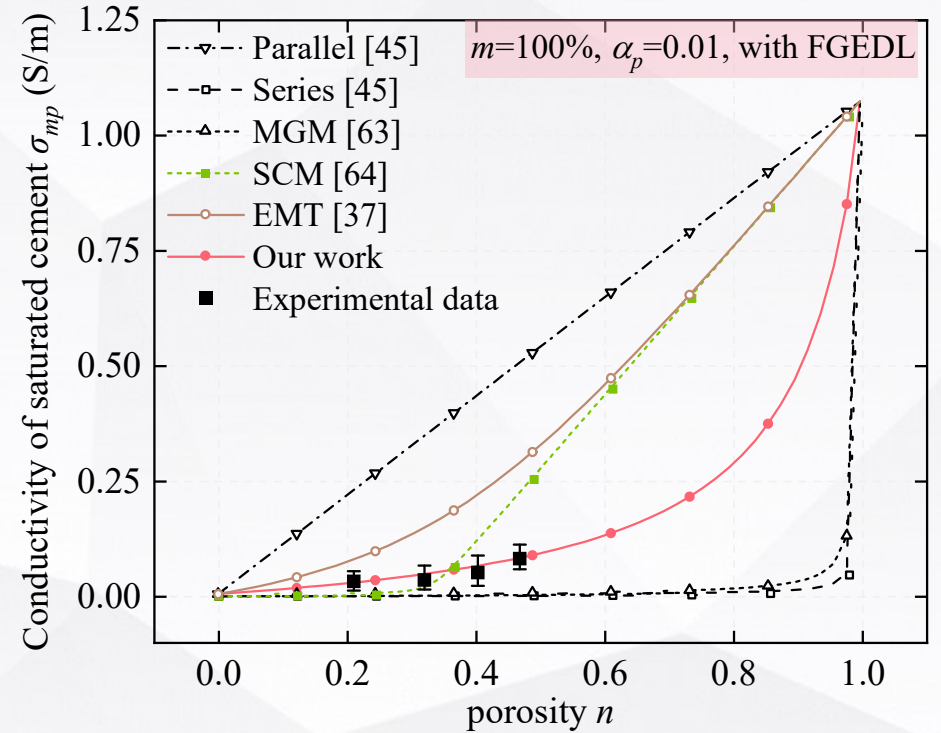 Conductivity of saturated cement σmp (S/m)
1.25
1.00
0.75
0.50
0.25
0.00
Parallel [45]
Series [45]
MGM [63]
SCM [64]
EMT [37]
Our work
Experimental data
m=100%, αp=0.01, with FGEDL
0.0 0.2 0.4 0.6 0.8 1.0
porosity n